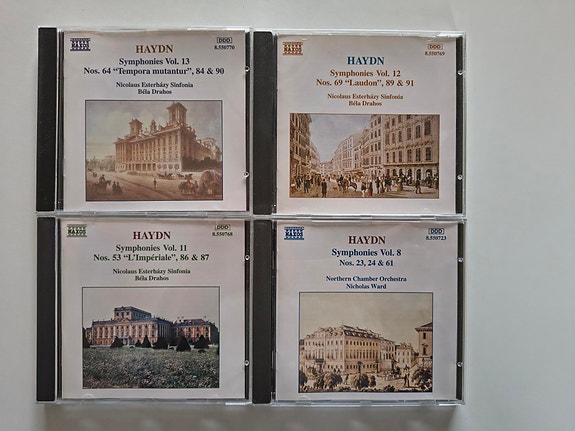 NAXOS
DDD
8.550770
HAYDN
Symphonies Vol. 13
Nos. 64 “Tempora mutantur”, 84 & 90
Nicolaus Esterházy Sinfonia
Béla Drahos
NAXOS
DDD
8.550769
HAYDN
Symphonies Vol. 12
Nos. 69 “Laudon”, 89 & 91
Nicolaus Esterházy Sinfonia
Béla Drahos
NAXOS
DDD
8.550768
HAYDN
Symphonies Vol. 11
Nos. 53 “L'Impériale”, 86 & 87
Nicolaus Esterházy Sinfonia
Béla Drahos
NAXOS
DDD
8.550723
HAYDN
Symphonies Vol. 8
Nos. 23, 24 & 61
Northern Chamber Orchestra
Nicholas Ward